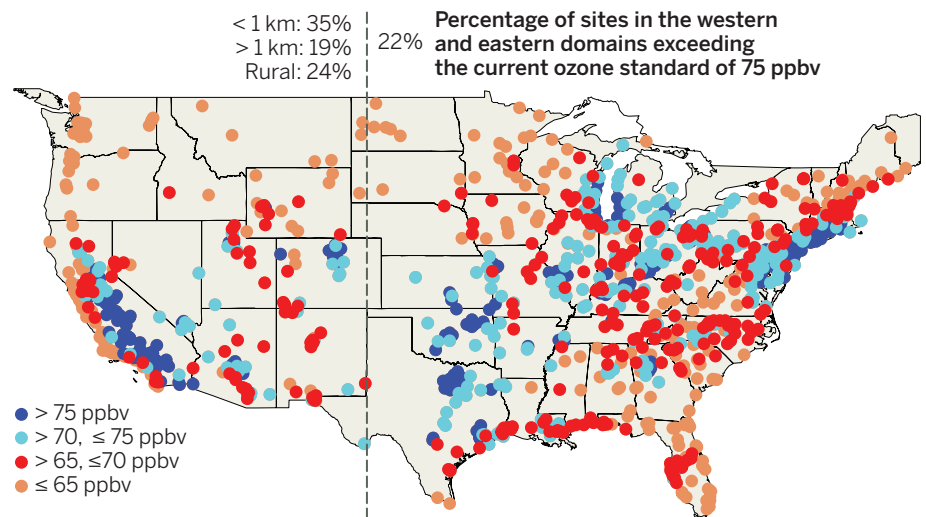 < 1 km: 35%
> 1 km: 19%
Rural: 24%
22%
Percentage of sites in the western
and eastern domains exceeding
the current ozone standard of 75 ppbv
> 75 ppbv
> 70, ≤ 75 ppbv
> 65, ≤70 ppbv
≤ 65 ppbv